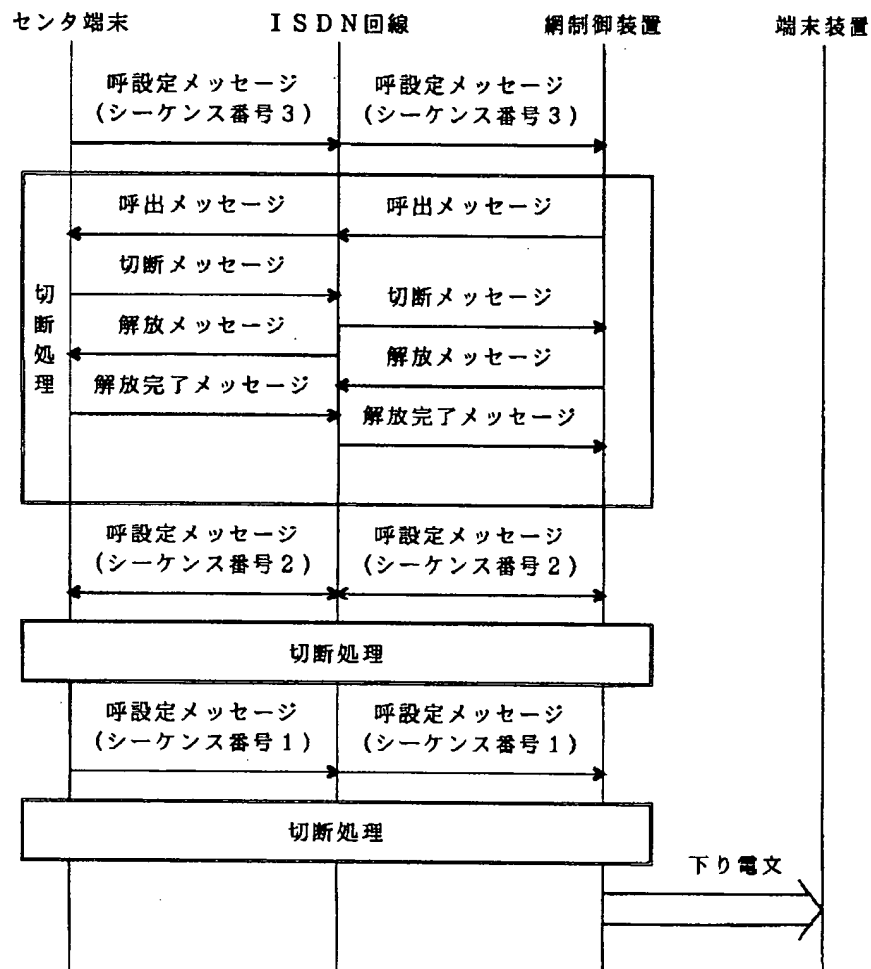 センタ端末 ISDN回線 網制御装置 端末装置
呼設定メッセージ 呼設定メッセージ
(シーケンス番号3) (シーケンス番号3)
呼出メッセージ 呼出メッセージ
切断メッセージ
切断メッセージ
解放メッセージ
解放メッセージ
解放完了メッセージ
解放完了メッセージ
切断処理
呼設定メッセージ 呼設定メッセージ
(シーケンス番号2) (シーケンス番号2)
切断処理
呼設定メッセージ 呼設定メッセージ
(シーケンス番号1) (シーケンス番号1)
切断処理
下り電文